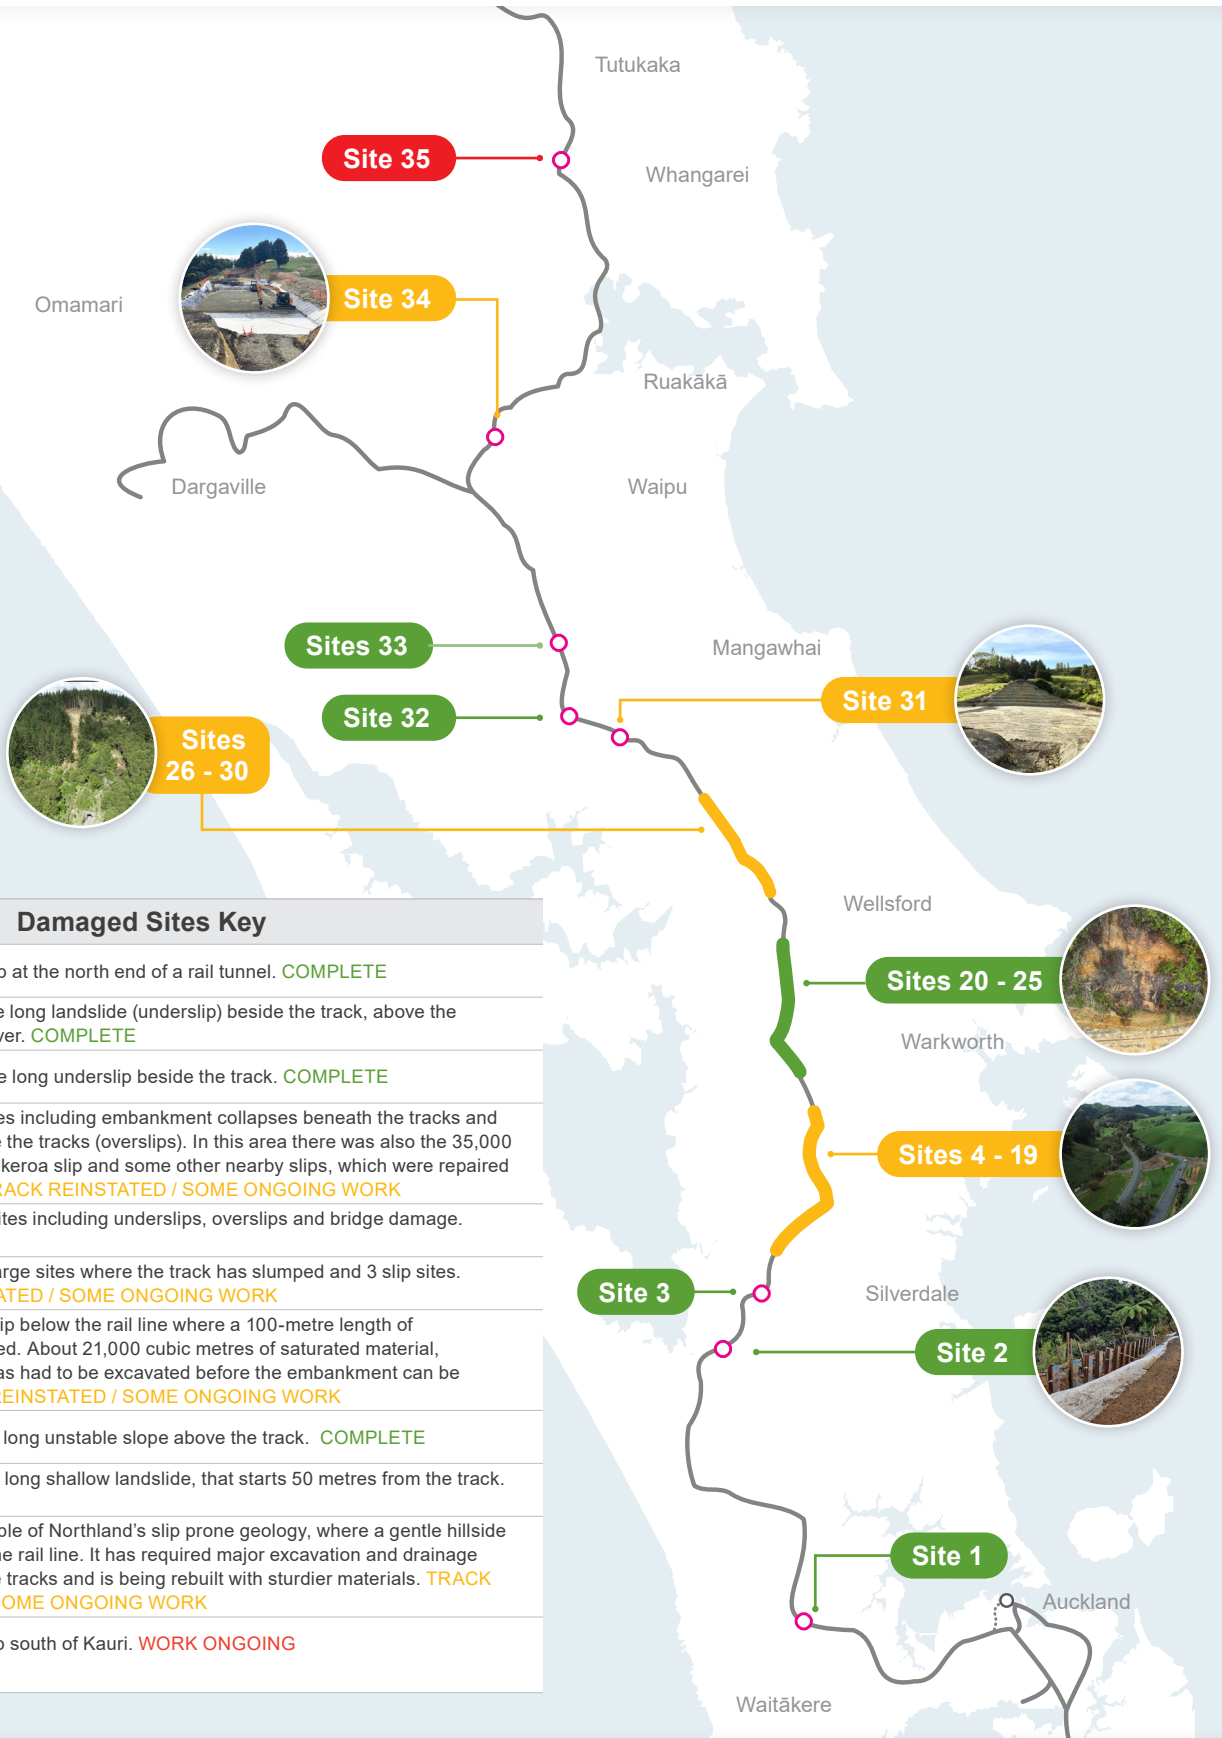 Tutukaka
Site 35
Whangarei
Site 34
Omamari
Ruakākā
Dargaville
Waipu
Sites 33
Mangawhai
Site 31
Site 32
Sites
26 - 30
Wellsford
Sites 20 - 25
Warkworth
Sites 4 - 19
Site 3
Silverdale
Site 2
Site 1
Auckland
Waitākere
Damaged Sites Key
at the north end of a rail tunnel. COMPLETE
long landslide (underslip) beside the track, above the
COMPLETE
long underslip beside the track. COMPLETE
including embankment collapses beneath the tracks and
the tracks (overslips). In this area there was also the 35,000
keroa slip and some other nearby slips, which were repaired
RACK REINSTATED / SOME ONGOING WORK
ites including underslips, overslips and bridge damage.
arge sites where the track has slumped and 3 slip sites.
ATED / SOME ONGOING WORK
ip below the rail line where a 100-metre length of
ed. About 21,000 cubic metres of saturated material,
as had to be excavated before the embankment can be
REINSTATED / SOME ONGOING WORK
long unstable slope above the track. COMPLETE
long shallow landslide, that starts 50 metres from the track.
ple of Northland's slip prone geology, where a gentle hillside
he rail line. It has required major excavation and drainage
tracks and is being rebuilt with sturdier materials. TRACK
SOME ONGOING WORK
south of Kauri. WORK ONGOING